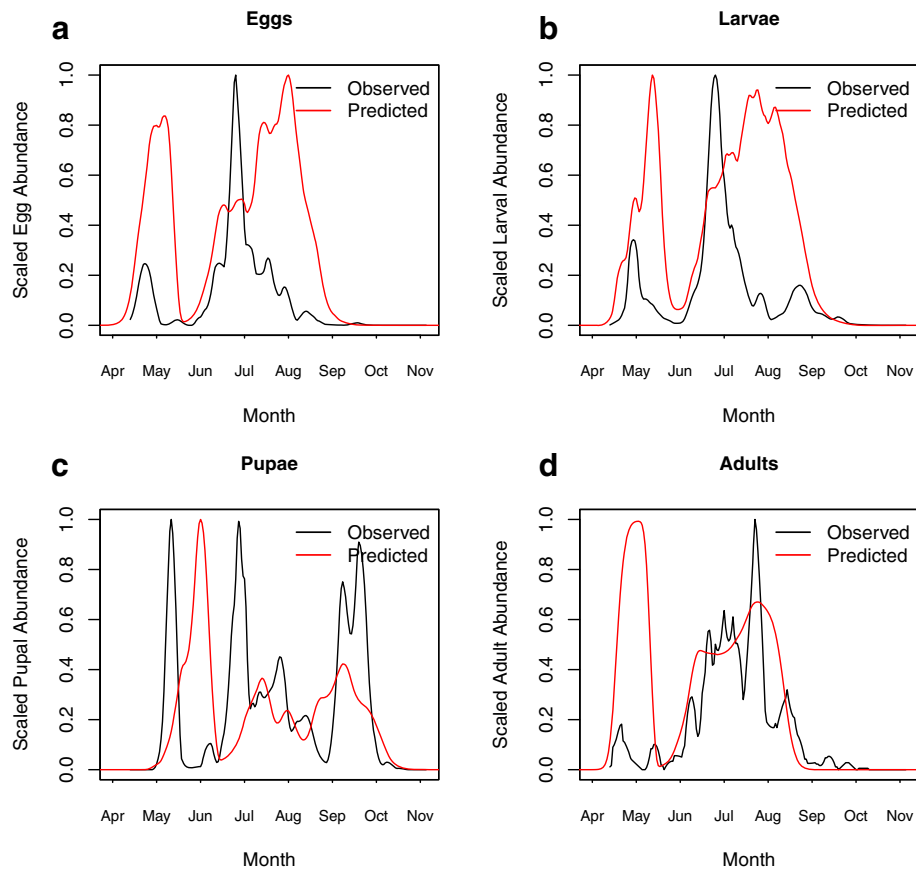 a
Eggs
Scaled Egg Abundance
1.0
0.8
0.6
0.4
0.2
0.0
Observed
Predicted
Apr May Jun Jul Aug Sep Oct Nov
Month
b
Larvae
Scaled Larval Abundance
1.0
0.8
0.6
0.4
0.2
0.0
Observed
Predicted
Apr May Jun Jul Aug Sep Oct Nov
Month
c
Pupae
Scaled Pupal Abundance
1.0
0.8
0.6
0.4
0.2
0.0
Observed
Predicted
Apr May Jun Jul Aug Sep Oct Nov
Month
d
Adults
Scaled Adult Abundance
1.0
0.8
0.6
0.4
0.2
0.0
Observed
Predicted
Apr May Jun Jul Aug Sep Oct Nov
Month